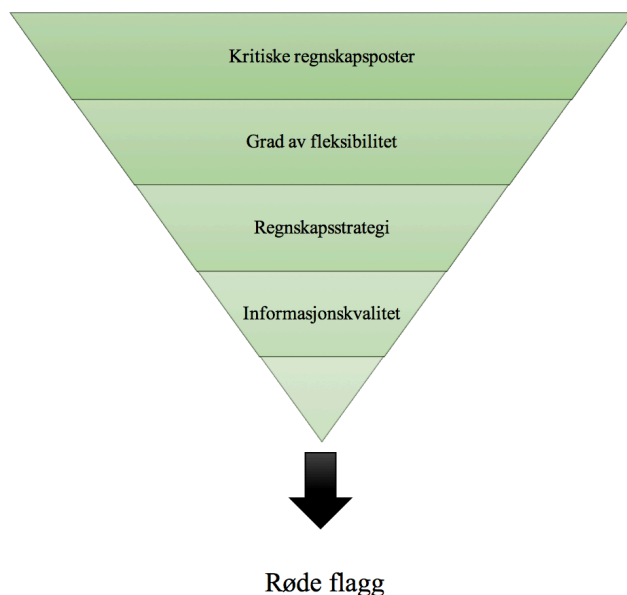 Kritiske regnskapsposter
Grad av fleksibilitet
Regnskapsstrategi
Informasjonskvalitet
Røde flagg